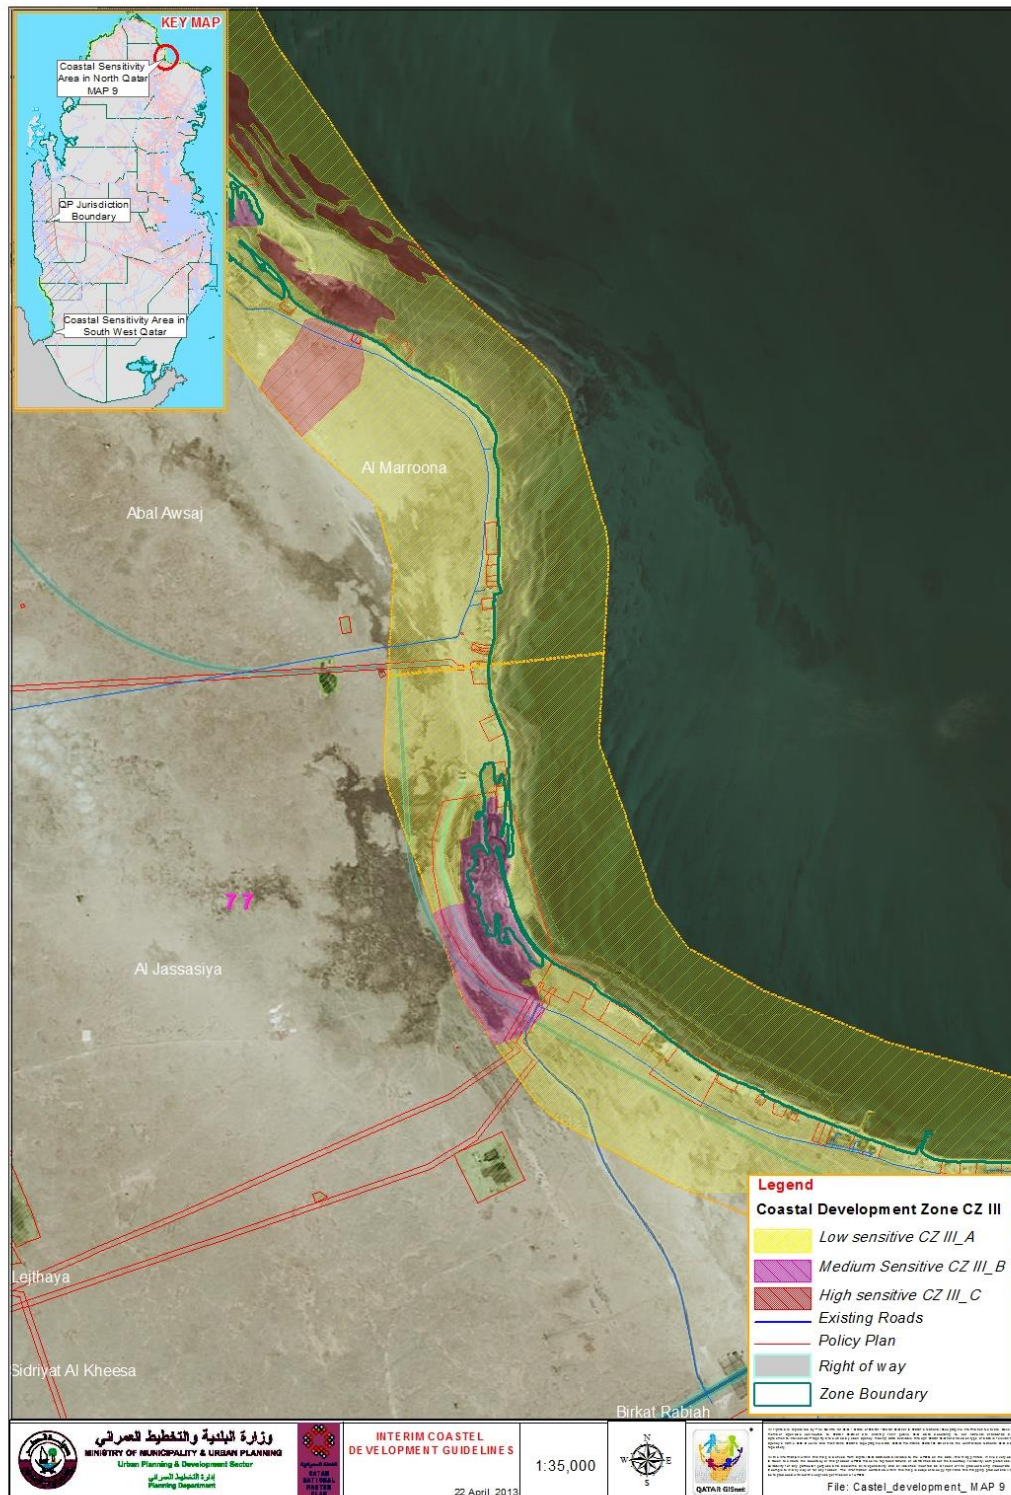 KEY MAP
Coastal Sensitivity
Area in North Qatar
MAP 9
QP Jurisdiction
Boundary
Coastal Sensitivity Area in
South West Qatar
Al Marroona
Abal Awsaj
77
Al Jassasiya
Lejthaya
Sidriyat Al Kheesa
Birkat Rabiah
Legend
Coastal Development Zone CZ III
Low sensitive CZ III_A
Medium Sensitive CZ III_B
High sensitive CZ III_C
Existing Roads
Policy Plan
Right of way
Zone Boundary
وزارة البلدية والتخطيط العمراني
MINISTRY OF MUNICIPALITY & URBAN PLANNING
Urban Planning & Development Sector
إدارة التخطيط العمراني
Planning Department
QATAR
NATIONAL
MASTER
PLAN
INTERIM COASTEL
DEVELOPMENT GUIDELINES
22 April, 2013
1:35,000
N
W
E
S
QATAR GISnet
File: Castel_development_ MAP 9